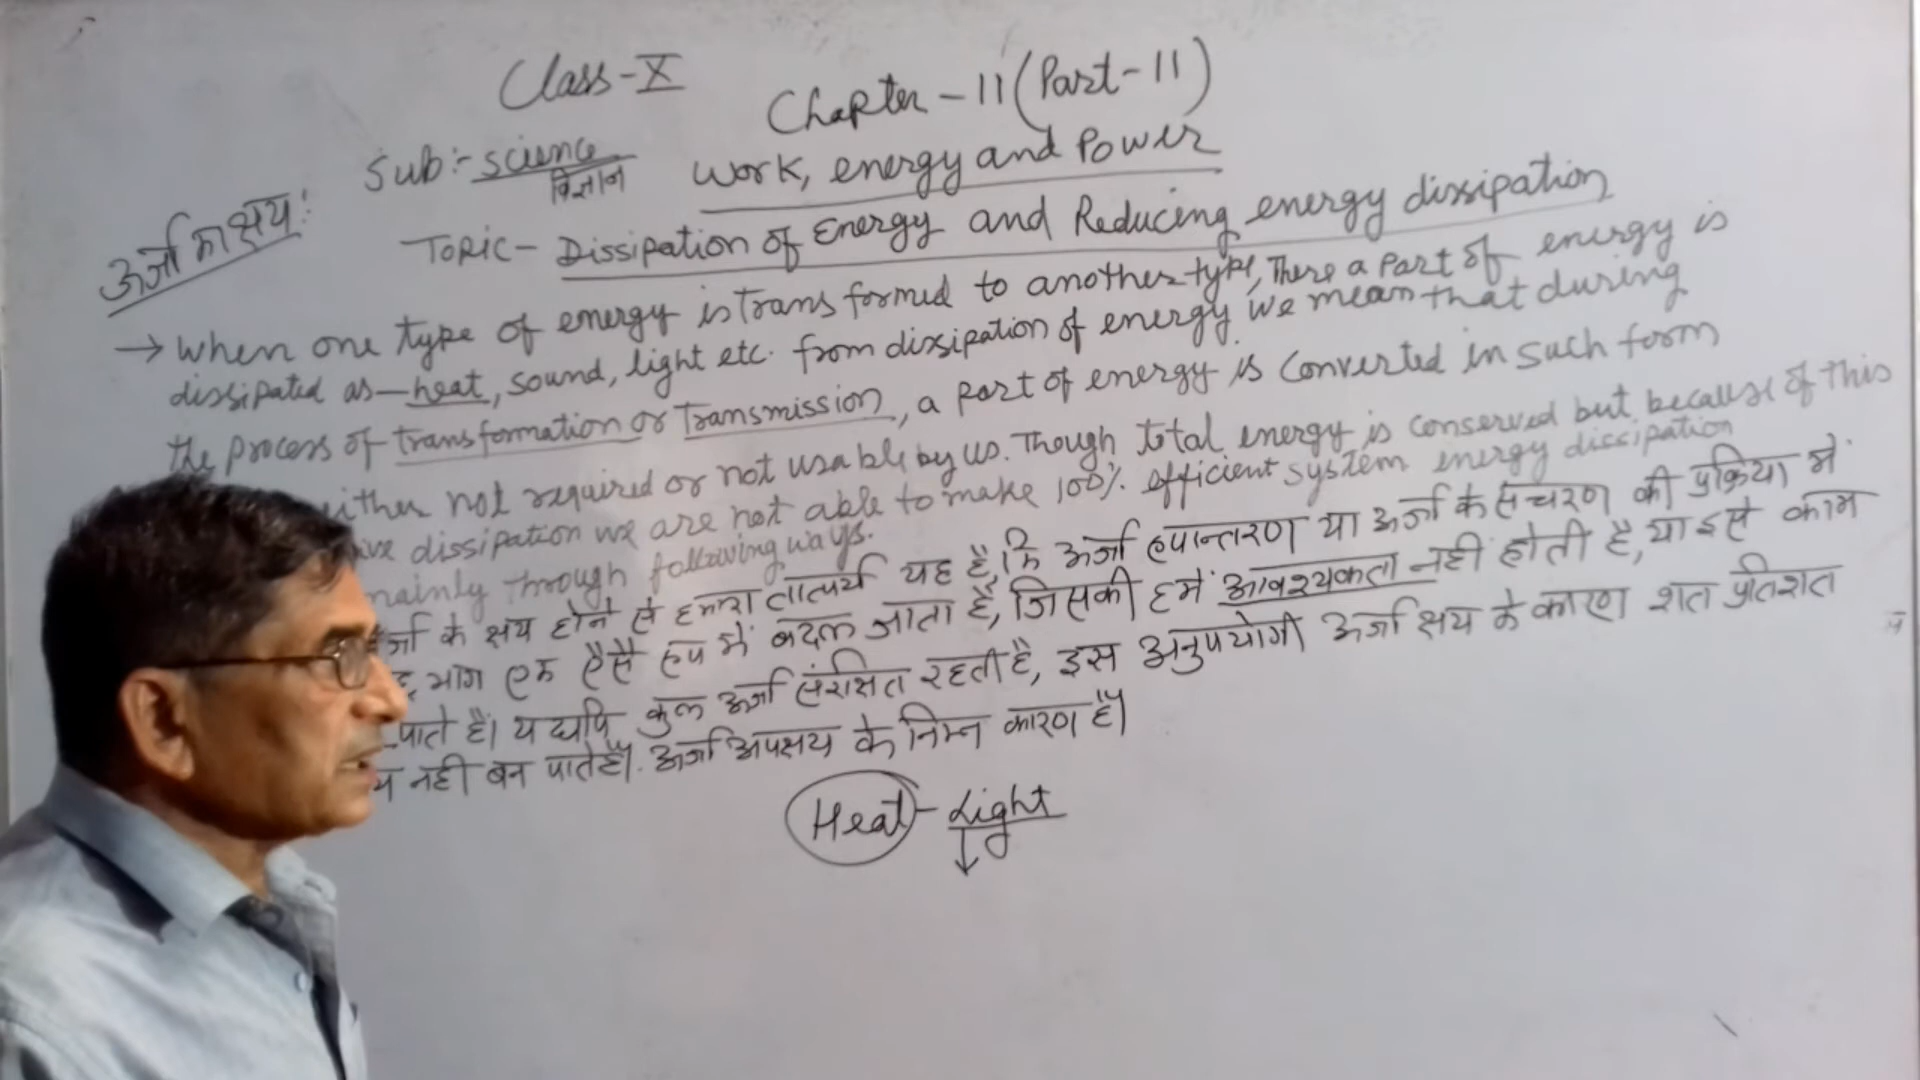 Class-X
Chapter - 11 (Part-11)
Sub:- science
विज्ञान
work, energy and Power
ऊर्जा का क्षय:
Topic - Dissipation of Energy and Reducing energy dissipation
→ when one type of energy is transformed to another type, There a part of energy is
dissipated as - heat, sound, light etc. from dissipation of energy we mean that during
the process of transformation or transmission, a part of energy is converted in such form
either not required or not usable by us. Though total energy is conserved but because of this
dissipation we are not able to make 100% efficient system energy dissipation
mainly through following ways.
के क्षय होने से हमारा तात्पर्य यह है, कि ऊर्जा रूपान्तरण या ऊर्जा के संचरण की प्रक्रिया में
भाग एक ऐसे रूप में बदल जाता है, जिसकी हमें आवश्यकता नही होती है, या इसे काम
पाते हैं। यद्यपि कुल ऊर्जा संरक्षित रहती है, इस अनुपयोगी ऊर्जा क्षय के कारण शत प्रतिशत
नही बन पाते हैं। ऊर्जा अपक्षय के निम्न कारण हैं।
Heat - Light
↓